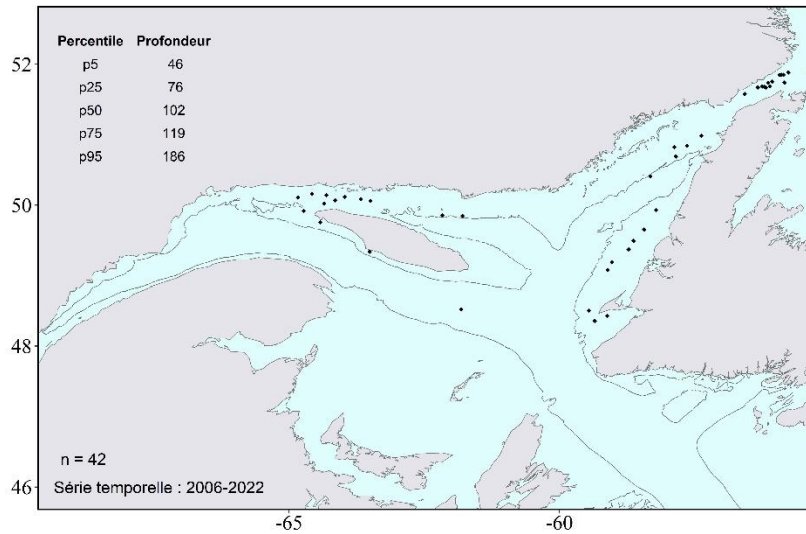 Percentile Profondeur
p5 46
p25 76
p50 102
p75 119
p95 186
52
50
48
46
n = 42
Série temporelle : 2006-2022
-65 -60